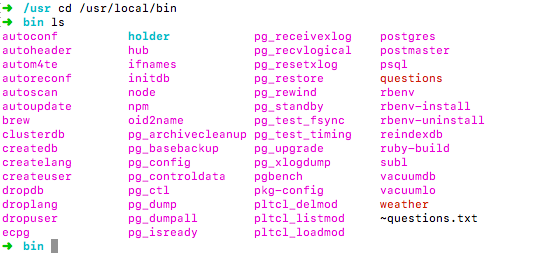 ➜ /usr cd /usr/local/bin
➜ bin ls
autoconf holder pg_receivexlog postgres
autoheader hub pg_recvlogical postmaster
autom4te ifnames pg_resetxlog psql
autoreconf initdb pg_restore questions
autoscan node pg_rewind rbenv
autoupdate npm pg_standby rbenv-install
brew oid2name pg_test_fsync rbenv-uninstall
clusterdb pg_archivecleanup pg_test_timing reindexdb
createdb pg_basebackup pg_upgrade ruby-build
createlang pg_config pg_xlogdump subl
createuser pg_controldata pgbench vacuumdb
dropdb pg_ctl pkg-config vacuumlo
droplang pg_dump pltcl_delmod weather
dropuser pg_dumpall pltcl_listmod ~questions.txt
ecpg pg_isready pltcl_loadmod
➜ bin